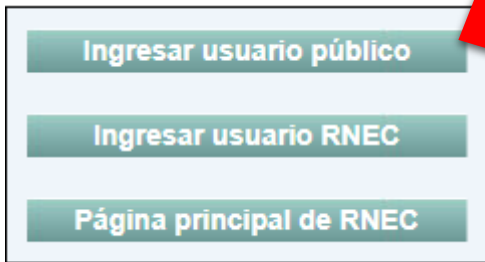 Ingresar usuario público
Ingresar usuario RNEC
Página principal de RNEC